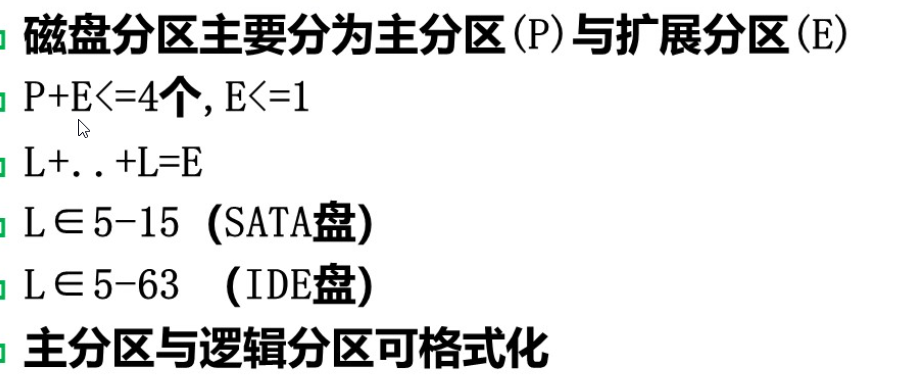 磁盘分区主要分为主分区(P)与扩展分区(E)
P+E<=4个,E<=1
L+..+L=E
L∈5-15 (SATA盘)
L∈5-63 (IDE盘)
主分区与逻辑分区可格式化